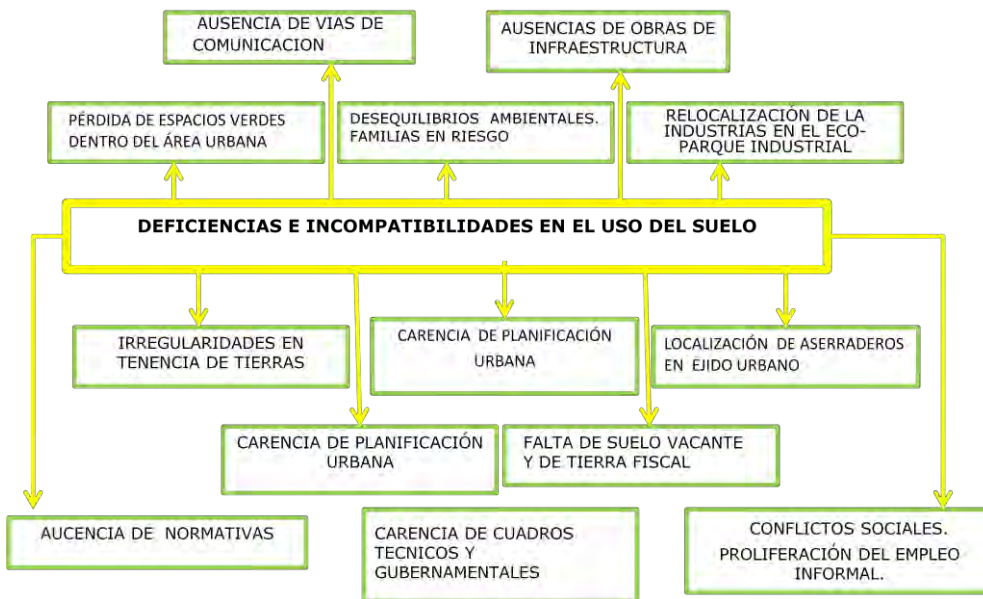 AUSENCIA DE VIAS DE
COMUNICACION
AUSENCIAS DE OBRAS DE
INFRAESTRUCTURA
PÉRDIDA DE ESPACIOS VERDES
DENTRO DEL ÁREA URBANA
DESEQUILIBRIOS AMBIENTALES.
FAMILIAS EN RIESGO
RELOCALIZACIÓN DE LA
INDUSTRIAS EN EL ECO-
PARQUE INDUSTRIAL
DEFICIENCIAS E INCOMPATIBILIDADES EN EL USO DEL SUELO
IRREGULARIDADES EN
TENENCIA DE TIERRAS
CARENCIA DE PLANIFICACIÓN
URBANA
LOCALIZACIÓN DE ASERRADEROS
EN EJIDO URBANO
CARENCIA DE PLANIFICACIÓN
URBANA
FALTA DE SUELO VACANTE
Y DE TIERRA FISCAL
AUCENCIA DE NORMATIVAS
CARENCIA DE CUADROS
TECNICOS Y
GUBERNAMENTALES
CONFLICTOS SOCIALES.
PROLIFERACIÓN DEL EMPLEO
INFORMAL.